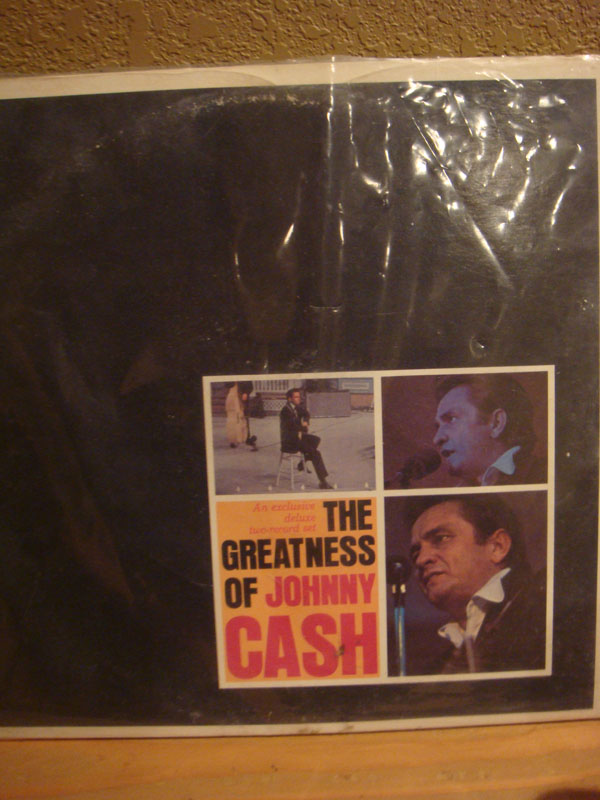 An exclusive
deluxe
two-record set
THE
GREATNESS
OF JOHNNY
CASH